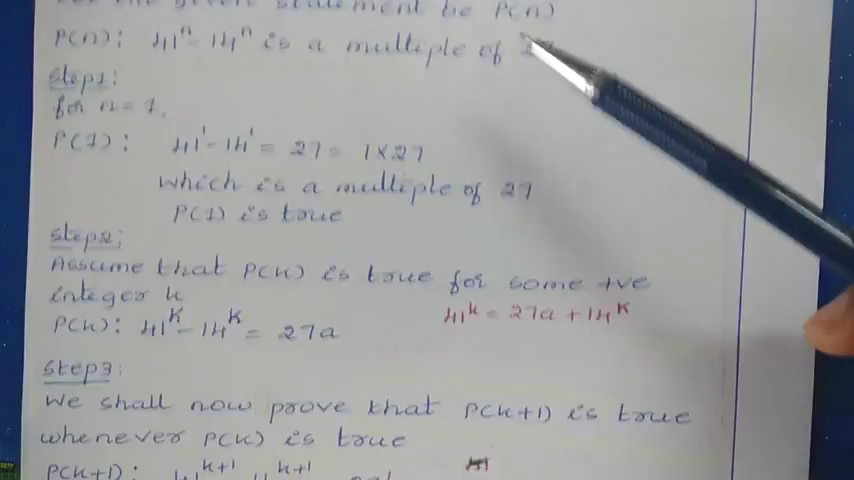 the given statement be P(n)
P(n): 41ⁿ - 14ⁿ is a multiple of 27
Step1:
for n = 1,
P(1): 41¹ - 14¹ = 27 = 1×27
which is a multiple of 27
P(1) is true
Step2:
Assume that P(k) is true for some +ve
integer k
P(k): 41ᵏ - 14ᵏ = 27a
41ᵏ = 27a + 14ᵏ
Step3:
We shall now prove that P(k+1) is true
whenever P(k) is true
P(k+1):